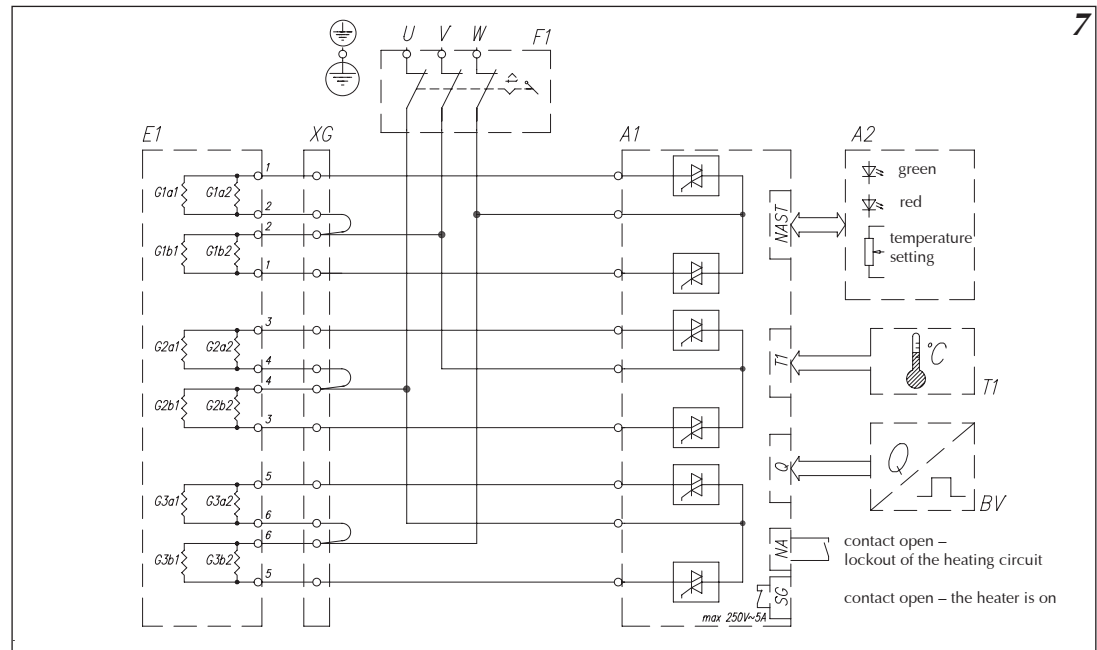 7
U V W F1
E1 XG A1 A2
G1a1 G1a2 1
2
G1b1 G1b2 2
1
G2a1 G2a2 3
4
G2b1 G2b2 4
3
G3a1 G3a2 5
6
G3b1 G3b2 6
5
NAST
green
red
temperature
setting
T1
°C
T1
Q
Q
BV
NA
contact open –
lockout of the heating circuit
SG
contact open – the heater is on
max 250V~5A